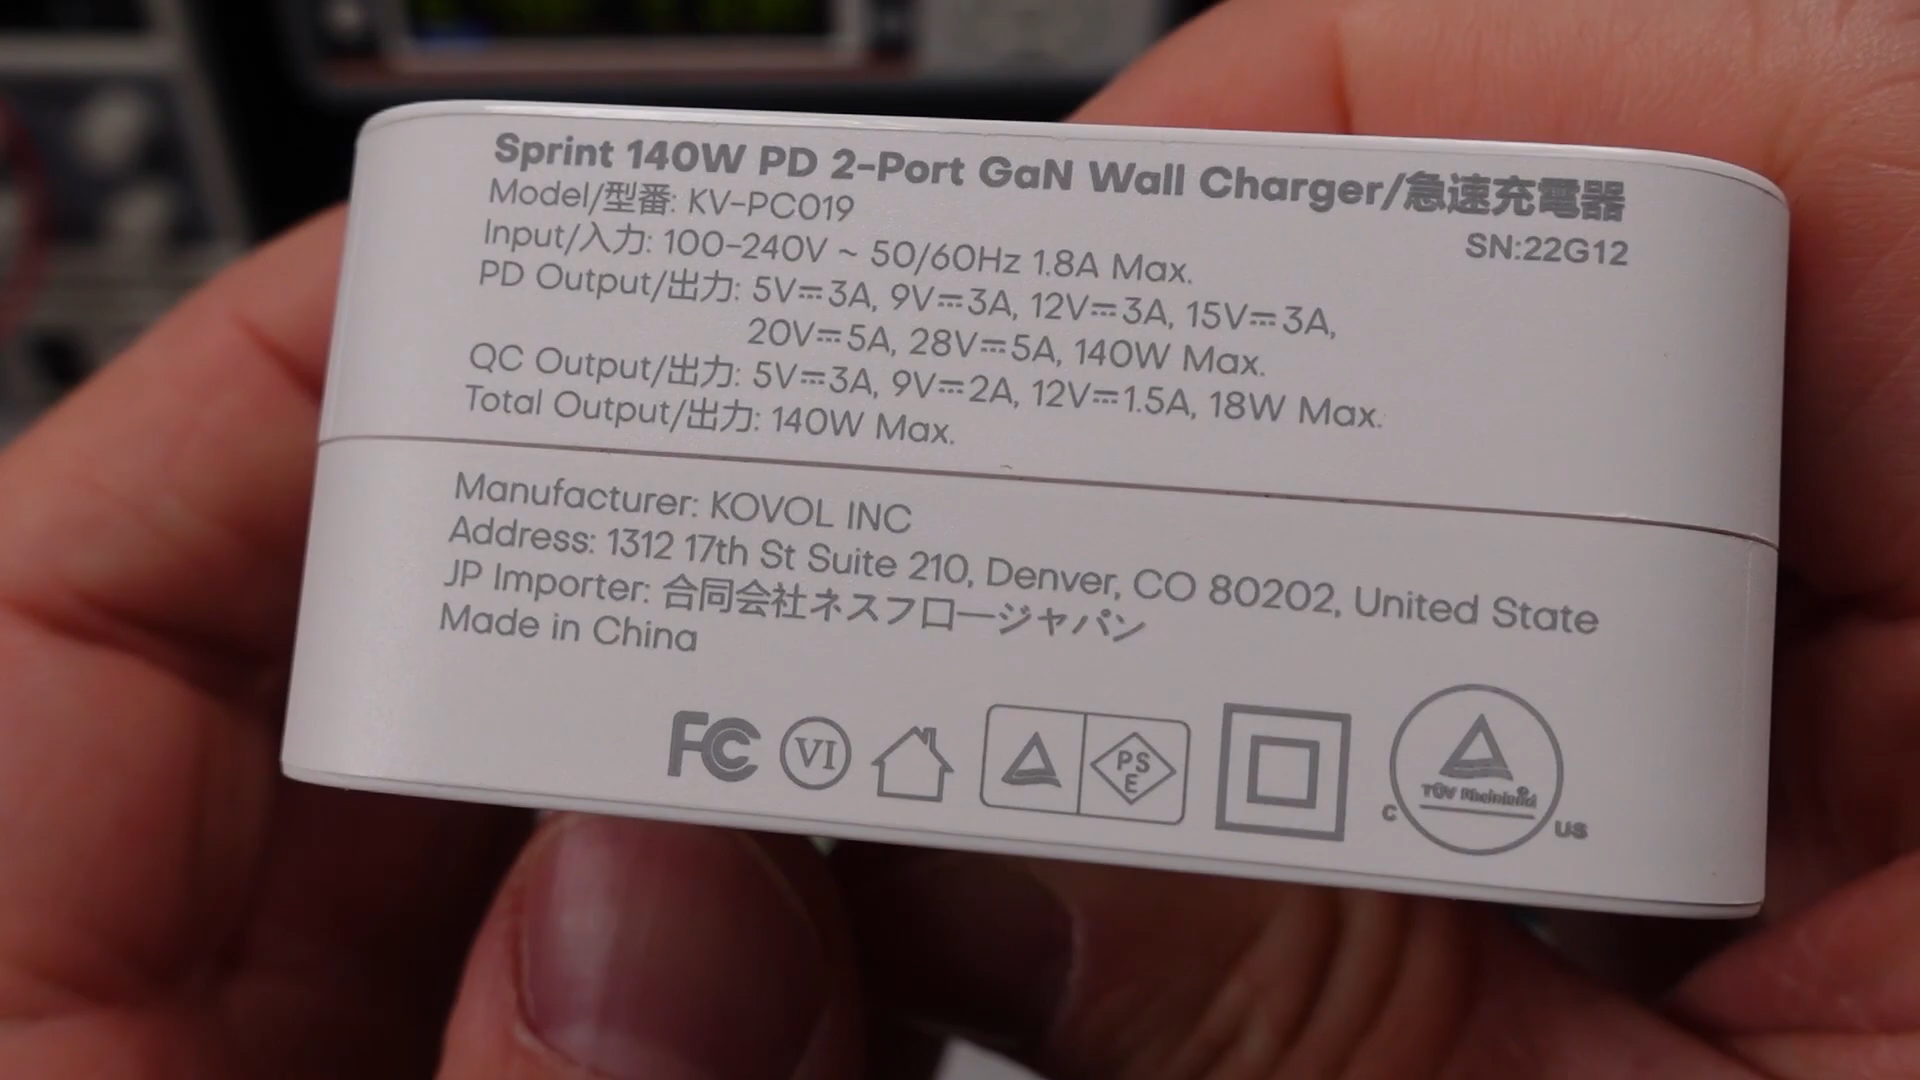 Sprint 140W PD 2-Port GaN Wall Charger/急速充電器
Model/型番: KV-PC019
SN:22G12
Input/入力: 100-240V ~ 50/60Hz 1.8A Max.
PD Output/出力: 5V⎓3A, 9V⎓3A, 12V⎓3A, 15V⎓3A,
20V⎓5A, 28V⎓5A, 140W Max.
QC Output/出力: 5V⎓3A, 9V⎓2A, 12V⎓1.5A, 18W Max.
Total Output/出力: 140W Max.
Manufacturer: KOVOL INC
Address: 1312 17th St Suite 210, Denver, CO 80202, United State
JP Importer: 合同会社ネスフロージャパン
Made in China
FC VI PS E
TÜV Rheinland
C US